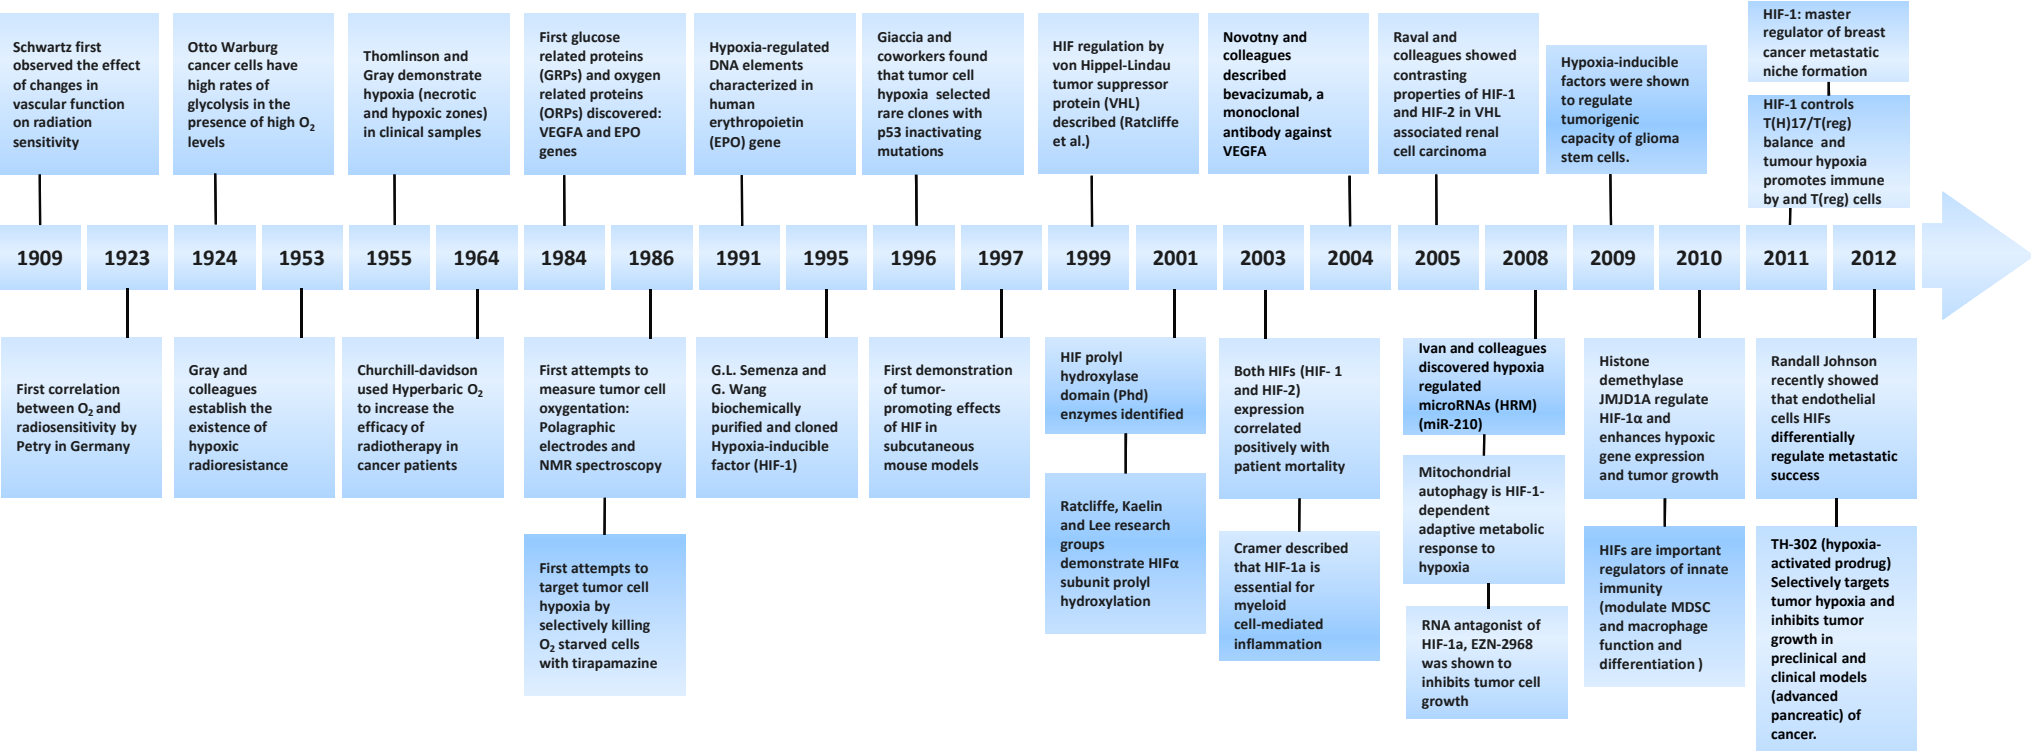 Schwartz first
observed the effect
of changes in
vascular function
on radiation
sensitivity
Otto Warburg
cancer cells have
high rates of
glycolysis in the
presence of high O₂
levels
Thomlinson and
Gray demonstrate
hypoxia (necrotic
and hypoxic zones)
in clinical samples
First glucose
related proteins
(GRPs) and oxygen
related proteins
(ORPs) discovered:
VEGFA and EPO
genes
Hypoxia-regulated
DNA elements
characterized in
human
erythropoietin
(EPO) gene
Giaccia and
coworkers found
that tumor cell
hypoxia selected
rare clones with
p53 inactivating
mutations
HIF regulation by
von Hippel-Lindau
tumor suppressor
protein (VHL)
described (Ratcliffe
et al.)
Novotny and
colleagues
described
bevacizumab, a
monoclonal
antibody against
VEGFA
Raval and
colleagues showed
contrasting
properties of HIF-1
and HIF-2 in VHL
associated renal
cell carcinoma
Hypoxia-inducible
factors were shown
to regulate
tumorigenic
capacity of glioma
stem cells.
HIF-1: master
regulator of breast
cancer metastatic
niche formation
HIF-1 controls
T(H)17/T(reg)
balance and
tumour hypoxia
promotes immune
by and T(reg) cells
1909
1923
1924
1953
1955
1964
1984
1986
1991
1995
1996
1997
1999
2001
2003
2004
2005
2008
2009
2010
2011
2012
First correlation
between O₂ and
radiosensitivity by
Petry in Germany
Gray and
colleagues
establish the
existence of
hypoxic
radioresistance
Churchill-davidson
used Hyperbaric O₂
to increase the
efficacy of
radiotherapy in
cancer patients
First attempts to
measure tumor cell
oxygentation:
Polagraphic
electrodes and
NMR spectroscopy
First attempts to
target tumor cell
hypoxia by
selectively killing
O₂ starved cells
with tirapamazine
G.L. Semenza and
G. Wang
biochemically
purified and cloned
Hypoxia-inducible
factor (HIF-1)
First demonstration
of tumor-
promoting effects
of HIF in
subcutaneous
mouse models
HIF prolyl
hydroxylase
domain (Phd)
enzymes identified
Ratcliffe, Kaelin
and Lee research
groups
demonstrate HIFα
subunit prolyl
hydroxylation
Both HIFs (HIF- 1
and HIF-2)
expression
correlated
positively with
patient mortality
Cramer described
that HIF-1a is
essential for
myeloid
cell-mediated
inflammation
Ivan and colleagues
discovered hypoxia
regulated
microRNAs (HRM)
(miR-210)
Mitochondrial
autophagy is HIF-1-
dependent
adaptive metabolic
response to
hypoxia
RNA antagonist of
HIF-1a, EZN-2968
was shown to
inhibits tumor cell
growth
Histone
demethylase
JMJD1A regulate
HIF-1α and
enhances hypoxic
gene expression
and tumor growth
HIFs are important
regulators of innate
immunity
(modulate MDSC
and macrophage
function and
differentiation )
Randall Johnson
recently showed
that endothelial
cells HIFs
differentially
regulate metastatic
success
TH-302 (hypoxia-
activated prodrug)
Selectively targets
tumor hypoxia and
inhibits tumor
growth in
preclinical and
clinical models
(advanced
pancreatic) of
cancer.